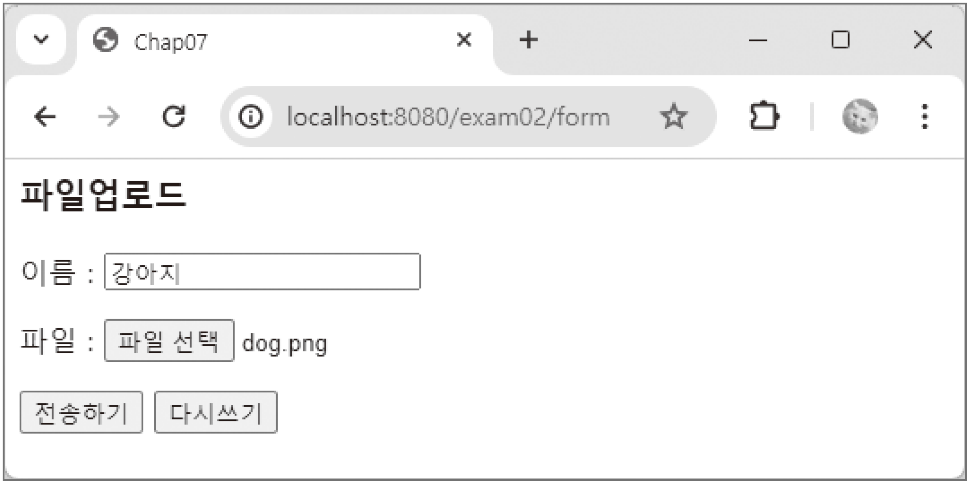 Chap07
localhost:8080/exam02/form
파일업로드
이름 : 강아지
파일 : 파일 선택 dog.png
전송하기 다시쓰기